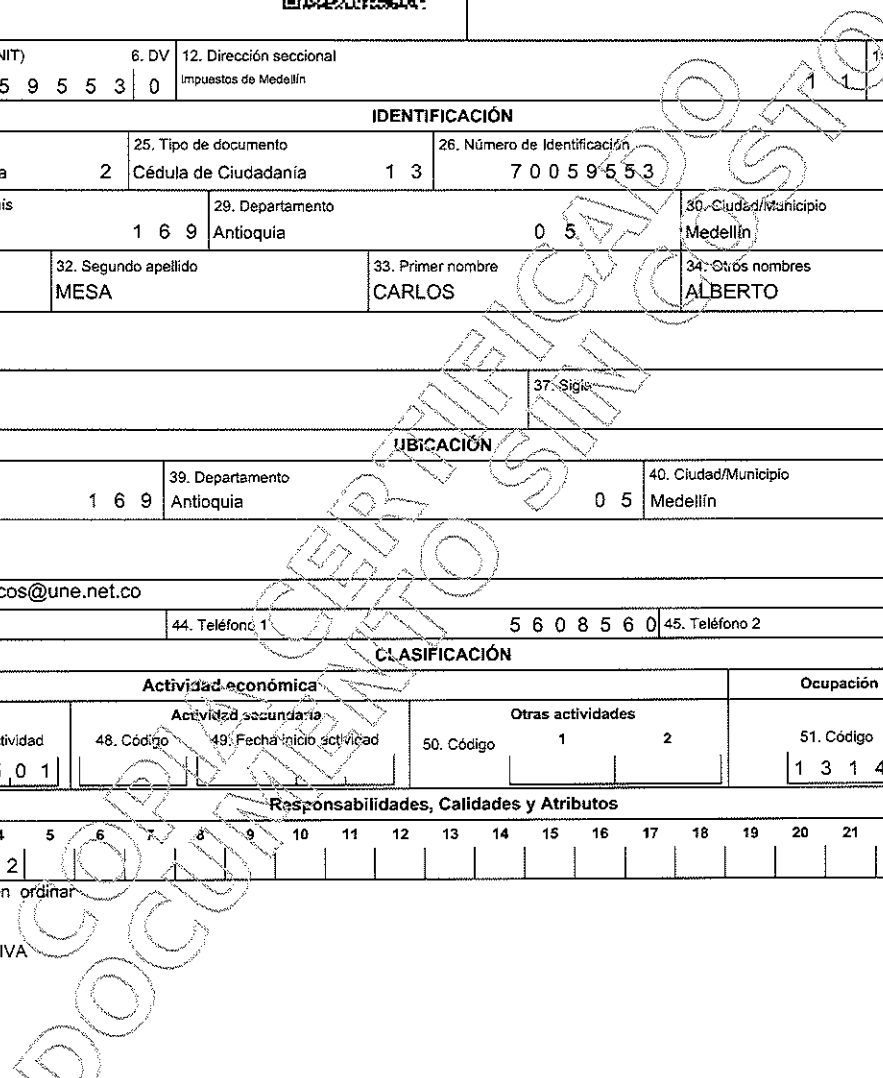 NIT) 6. DV 12. Dirección seccional
5 9 5 5 3 0 Impuestos de Medellín 1 1
IDENTIFICACIÓN
25. Tipo de documento 26. Número de Identificación
a 2 Cédula de Ciudadanía 1 3 7 0 0 5 9 5 5 3
ís 29. Departamento 30. Ciudad/Municipio
1 6 9 Antioquia 0 5 Medellín
32. Segundo apellido 33. Primer nombre 34. Otros nombres
MESA CARLOS ALBERTO
37. Sigla
UBICACIÓN
39. Departamento 40. Ciudad/Municipio
1 6 9 Antioquia 0 5 Medellín
cos@une.net.co
44. Teléfono 1 5 6 0 8 5 6 0 45. Teléfono 2
CLASIFICACIÓN
Actividad económica Ocupación
Actividad secundaria Otras actividades
tividad 48. Código 49. Fecha inicio actividad 50. Código 1 2 51. Código
0 1 1 3 1 4
Responsabilidades, Calidades y Atributos
4 5 6 7 8 9 10 11 12 13 14 15 16 17 18 19 20 21
2
n ordinar
IVA
COPIA CERTIFICADO
DOCUMENTO SIN COSTO